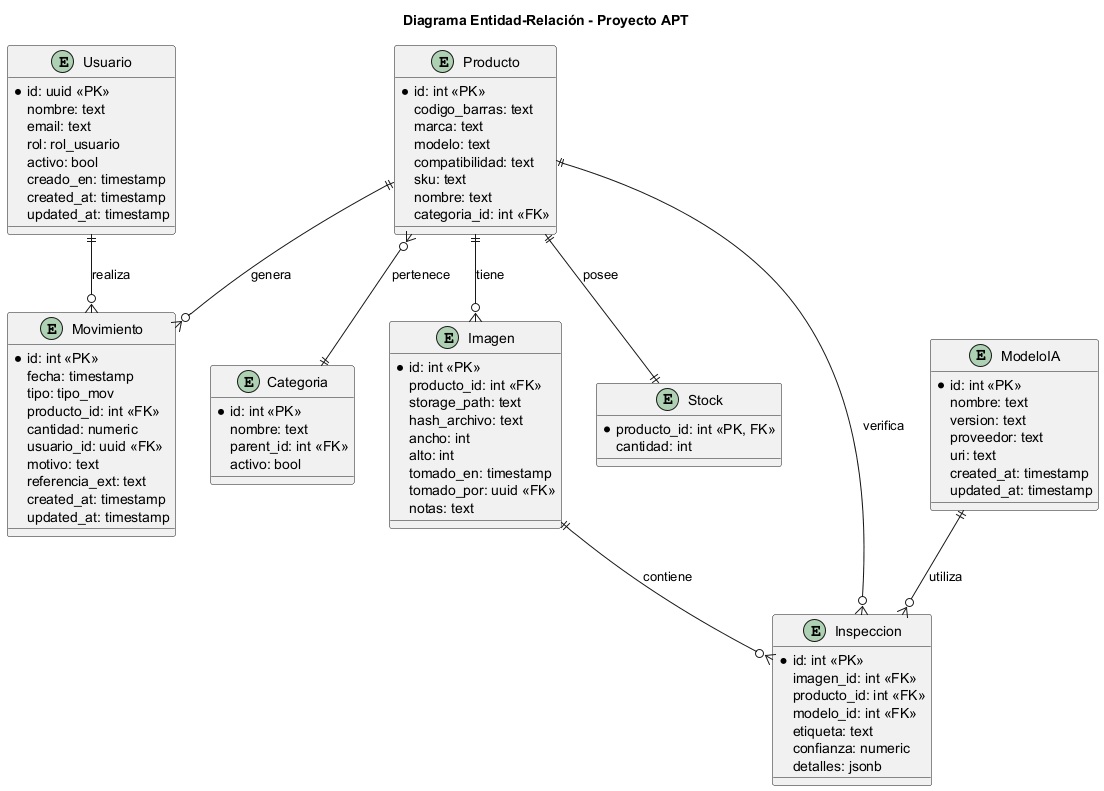 Diagrama Entidad-Relación - Proyecto APT
E Usuario
id: uuid «PK»
nombre: text
email: text
rol: rol_usuario
activo: bool
creado_en: timestamp
created_at: timestamp
updated_at: timestamp
E Producto
id: int «PK»
codigo_barras: text
marca: text
modelo: text
compatibilidad: text
sku: text
nombre: text
categoria_id: int «FK»
realiza
genera
pertenece
tiene
posee
E Movimiento
id: int «PK»
fecha: timestamp
tipo: tipo_mov
producto_id: int «FK»
cantidad: numeric
usuario_id: uuid «FK»
motivo: text
referencia_ext: text
created_at: timestamp
updated_at: timestamp
E Categoria
id: int «PK»
nombre: text
parent_id: int «FK»
activo: bool
E Imagen
id: int «PK»
producto_id: int «FK»
storage_path: text
hash_archivo: text
ancho: int
alto: int
tomado_en: timestamp
tomado_por: uuid «FK»
notas: text
E Stock
producto_id: int «PK, FK»
cantidad: int
verifica
E ModeloIA
id: int «PK»
nombre: text
version: text
proveedor: text
uri: text
created_at: timestamp
updated_at: timestamp
contiene
utiliza
E Inspeccion
id: int «PK»
imagen_id: int «FK»
producto_id: int «FK»
modelo_id: int «FK»
etiqueta: text
confianza: numeric
detalles: jsonb